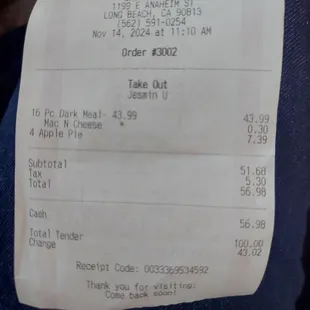 1199 E ANAHEIM ST
LONG BEACH, CA 90813
(562) 591-0254
Nov 14, 2024 at 11:10 AM
Order #3002
Take Out
Jesmin U
16 Pc Dark Meal- 43.99 43.99
Mac N Cheese * 0.30
4 Apple Pie 7.39
Subtotal 51.68
Tax 5.30
Total 56.98
Cash 56.98
Total Tender 100.00
Change 43.02
Receipt Code: 0033369534592
Thank you for visiting:
Come back soon!